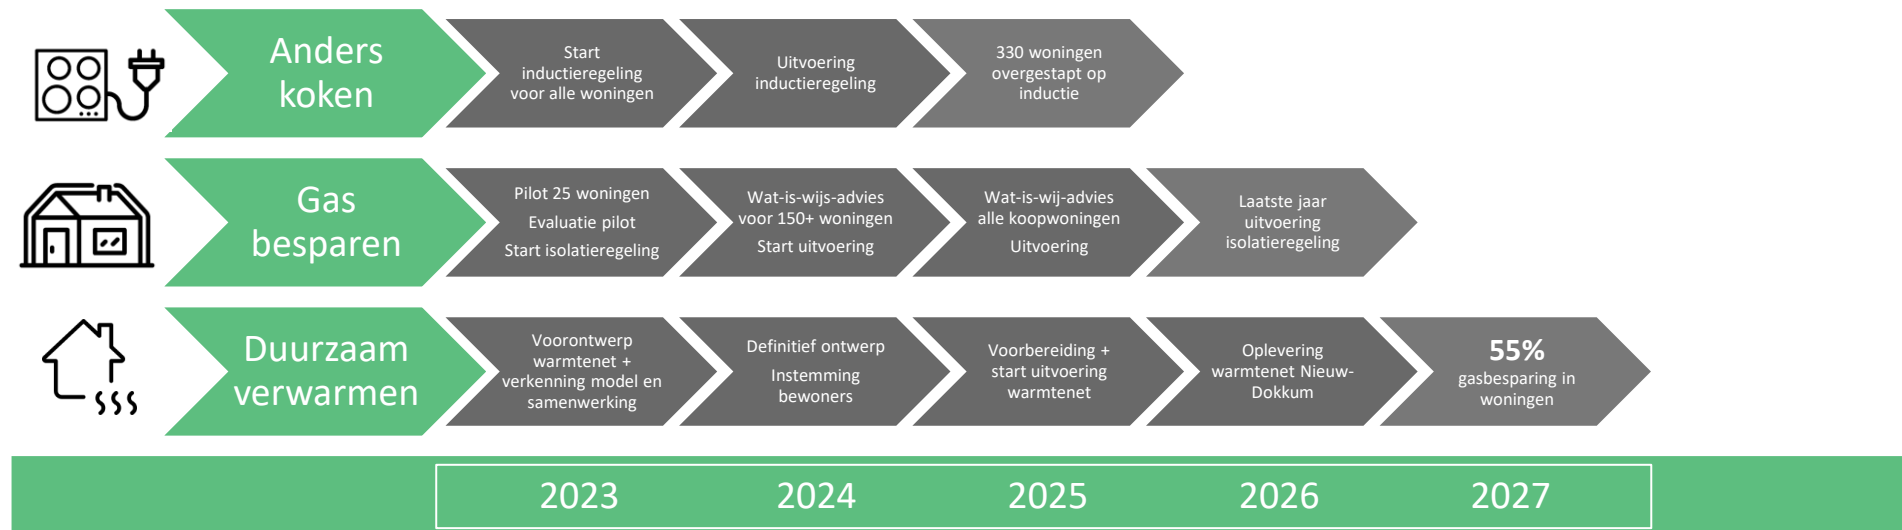 Anders
koken
Start
inductieregeling
voor alle woningen
Uitvoering
inductieregeling
330 woningen
overgestapt op
inductie
Gas
besparen
Pilot 25 woningen
Evaluatie pilot
Start isolatieregeling
Wat-is-wijs-advies
voor 150+ woningen
Start uitvoering
Wat-is-wij-advies
alle koopwoningen
Uitvoering
Laatste jaar
uitvoering
isolatieregeling
Duurzaam
verwarmen
Voorontwerp
warmtenet +
verkenning model en
samenwerking
Definitief ontwerp
Instemming
bewoners
Voorbereiding +
start uitvoering
warmtenet
Oplevering
warmtenet Nieuw-
Dokkum
55%
gasbesparing in
woningen
2023
2024
2025
2026
2027